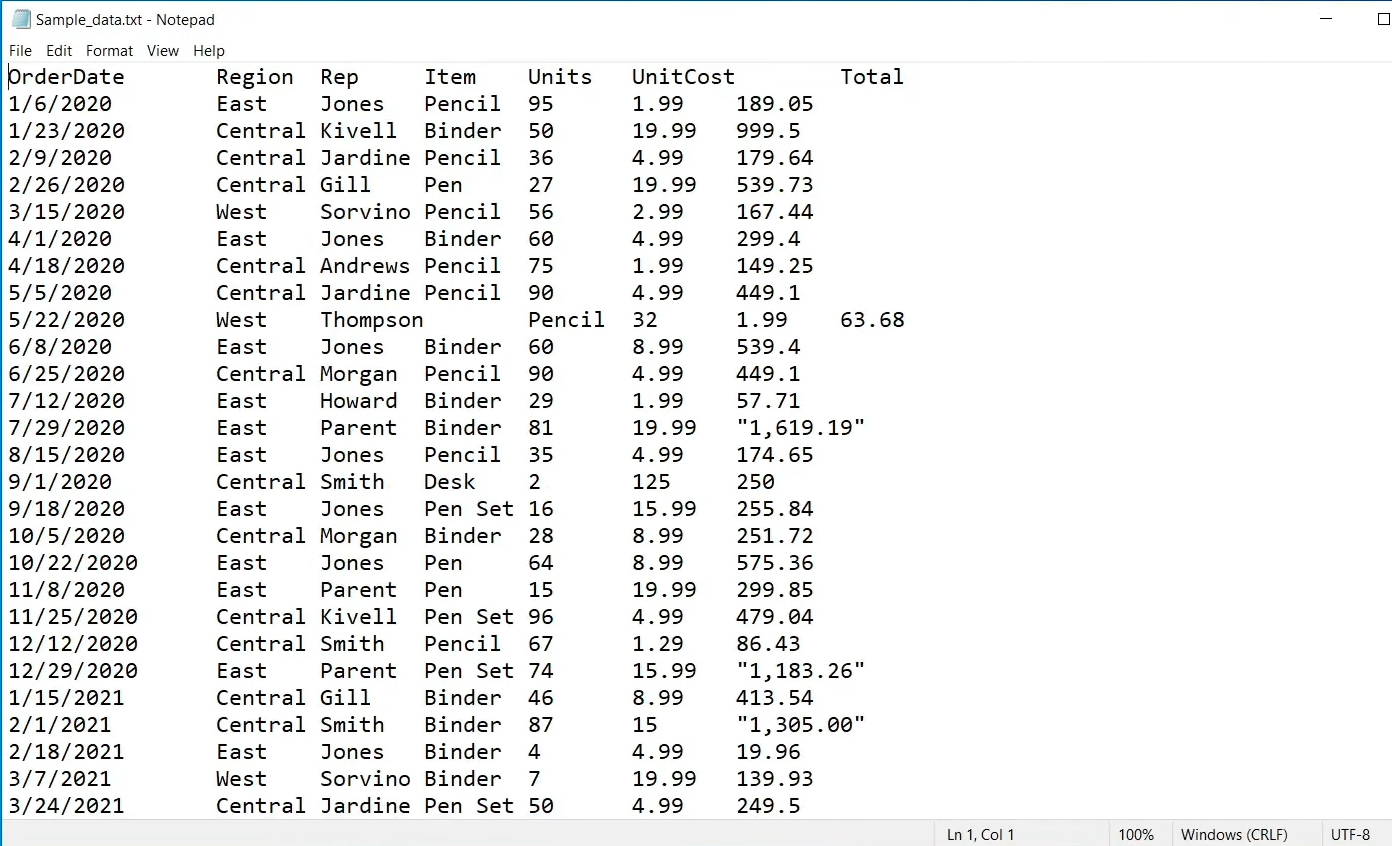 Sample_data.txt - Notepad
File Edit Format View Help
OrderDate Region Rep Item Units UnitCost Total
1/6/2020 East Jones Pencil 95 1.99 189.05
1/23/2020 Central Kivell Binder 50 19.99 999.5
2/9/2020 Central Jardine Pencil 36 4.99 179.64
2/26/2020 Central Gill Pen 27 19.99 539.73
3/15/2020 West Sorvino Pencil 56 2.99 167.44
4/1/2020 East Jones Binder 60 4.99 299.4
4/18/2020 Central Andrews Pencil 75 1.99 149.25
5/5/2020 Central Jardine Pencil 90 4.99 449.1
5/22/2020 West Thompson Pencil 32 1.99 63.68
6/8/2020 East Jones Binder 60 8.99 539.4
6/25/2020 Central Morgan Pencil 90 4.99 449.1
7/12/2020 East Howard Binder 29 1.99 57.71
7/29/2020 East Parent Binder 81 19.99 "1,619.19"
8/15/2020 East Jones Pencil 35 4.99 174.65
9/1/2020 Central Smith Desk 2 125 250
9/18/2020 East Jones Pen Set 16 15.99 255.84
10/5/2020 Central Morgan Binder 28 8.99 251.72
10/22/2020 East Jones Pen 64 8.99 575.36
11/8/2020 East Parent Pen 15 19.99 299.85
11/25/2020 Central Kivell Pen Set 96 4.99 479.04
12/12/2020 Central Smith Pencil 67 1.29 86.43
12/29/2020 East Parent Pen Set 74 15.99 "1,183.26"
1/15/2021 Central Gill Binder 46 8.99 413.54
2/1/2021 Central Smith Binder 87 15 "1,305.00"
2/18/2021 East Jones Binder 4 4.99 19.96
3/7/2021 West Sorvino Binder 7 19.99 139.93
3/24/2021 Central Jardine Pen Set 50 4.99 249.5
Ln 1, Col 1 100% Windows (CRLF) UTF-8